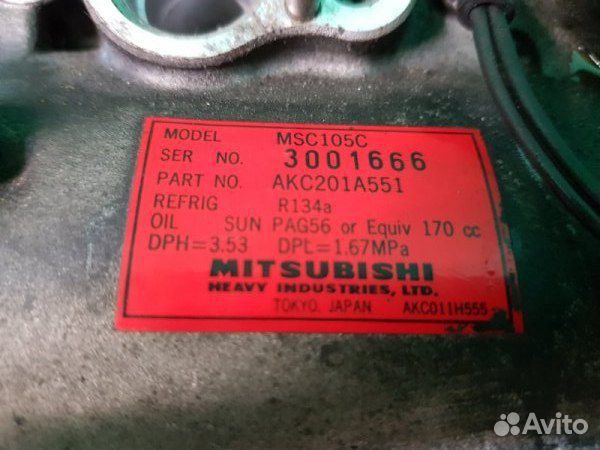 MODEL MSC105C
SER NO. 3001666
PART NO. AKC201A551
REFRIG R134a
OIL SUN PAG56 or Equiv 170 cc
DPH=3.53 DPL=1.67MPa
MITSUBISHI
HEAVY INDUSTRIES, LTD.
TOKYO, JAPAN AKC011H555
Avito